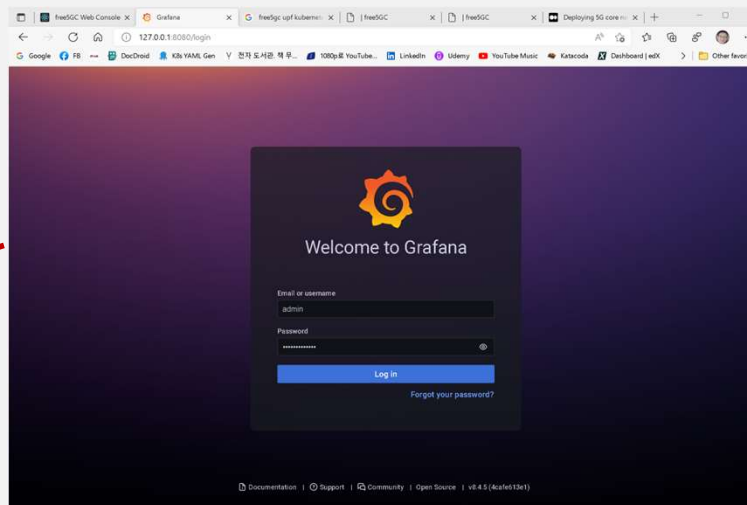 free5GC Web Console
Grafana
free5gc upf kubernet
| free5GC
| free5GC
Deploying 5G core n
127.0.0.1:8080/login
Google
FB
DocDroid
K8s YAML Gen
전자 도서관. 책 무...
1080p로 YouTube...
LinkedIn
Udemy
YouTube Music
Katacoda
Dashboard | edX
Other favori
Welcome to Grafana
Email or username
admin
Password
Log in
Forgot your password?
Documentation | Support | Community | Open Source | v8.4.5 (4cafe613e1)